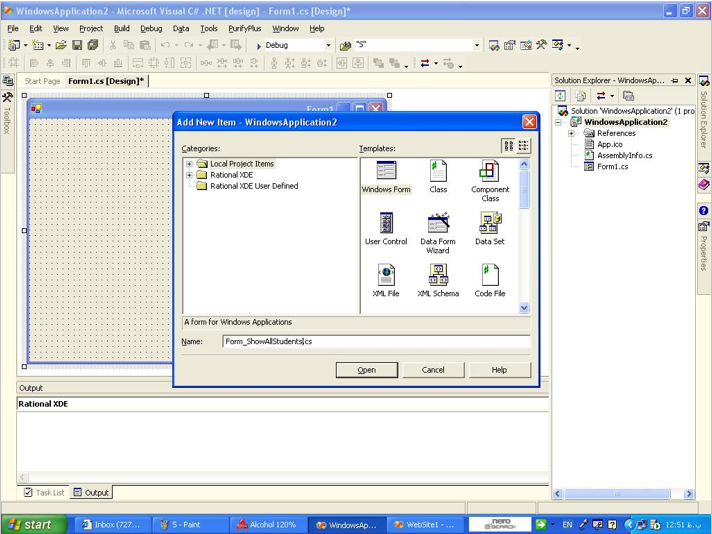 WindowsApplication2 - Microsoft Visual C# .NET [design] - Form1.cs [Design]*
File Edit View Project Build Debug Data Tools PurifyPlus Window Help
Debug "S"
Start Page Form1.cs [Design]*
Toolbox
Form1
Add New Item - WindowsApplication2
Categories:
Templates:
Local Project Items
Rational XDE
Rational XDE User Defined
Windows Form
Class
Component Class
User Control
Data Form Wizard
Data Set
XML File
XML Schema
Code File
A form for Windows Applications
Name: Form_ShowAllStudents.cs
Open Cancel Help
Solution Explorer - WindowsAp...
Solution 'WindowsApplication2' (1 pro
WindowsApplication2
References
App.ico
AssemblyInfo.cs
Form1.cs
Solution Explorer
Properties
Output
Rational XDE
Task List Output
start Inbox (727... 5 - Paint Alcohol 120% WindowsAp... WebSite1 - ... nero SEARCH EN 12:51 ب.ظ